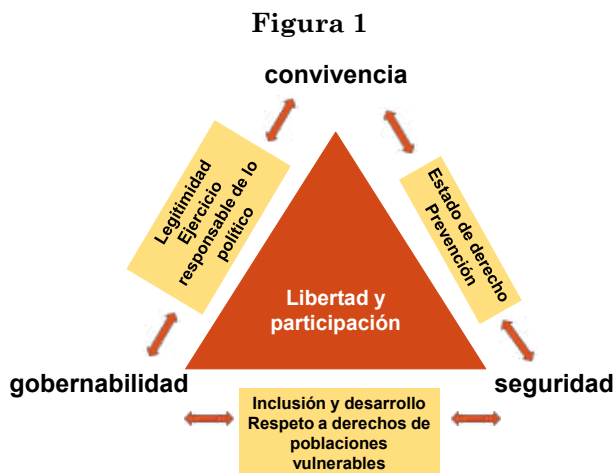 Figura 1
convivencia
Legitimidad
Ejercicio
responsable de lo
político
Estado de derecho
Prevención
Libertad y
participación
gobernabilidad
seguridad
Inclusión y desarrollo
Respeto a derechos de
poblaciones
vulnerables